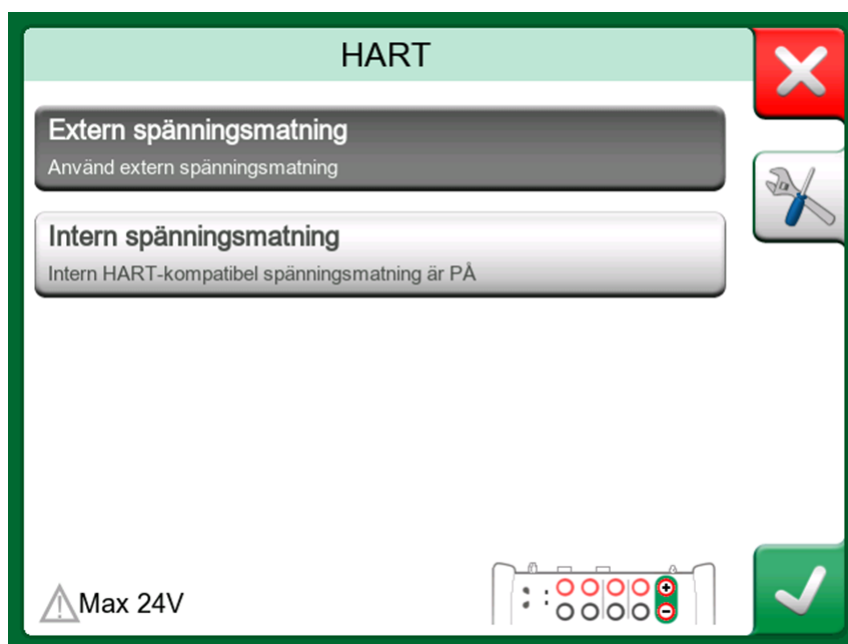 HART
Extern spänningsmatning
Använd extern spänningsmatning
Intern spänningsmatning
Intern HART-kompatibel spänningsmatning är PÅ
Max 24V